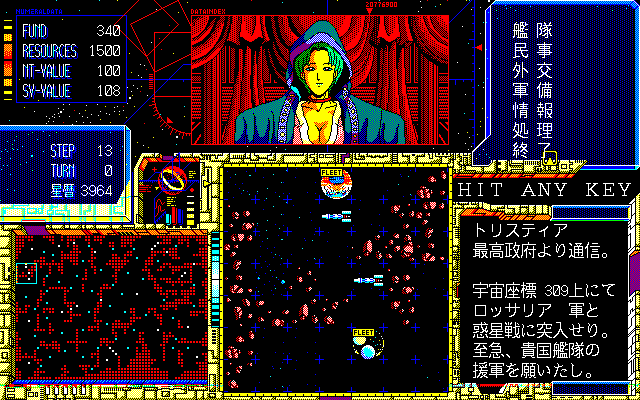 NUMERALDATA
FUND 340
RESOURCES 1500
NT-VALUE 100
SY-VALUE 108
DATAINDEX
艦隊
民事
外交
軍備
情報
処理
終了
STEP 13
TURN 0
星暦 3964
FLEET
FLEET
HIT ANY KEY
トリスティア
最高政府より通信。
宇宙座標 309上にて
ロッサリア 軍と
惑星戦に突入せり。
至急、貴国艦隊の
援軍を願いたし。